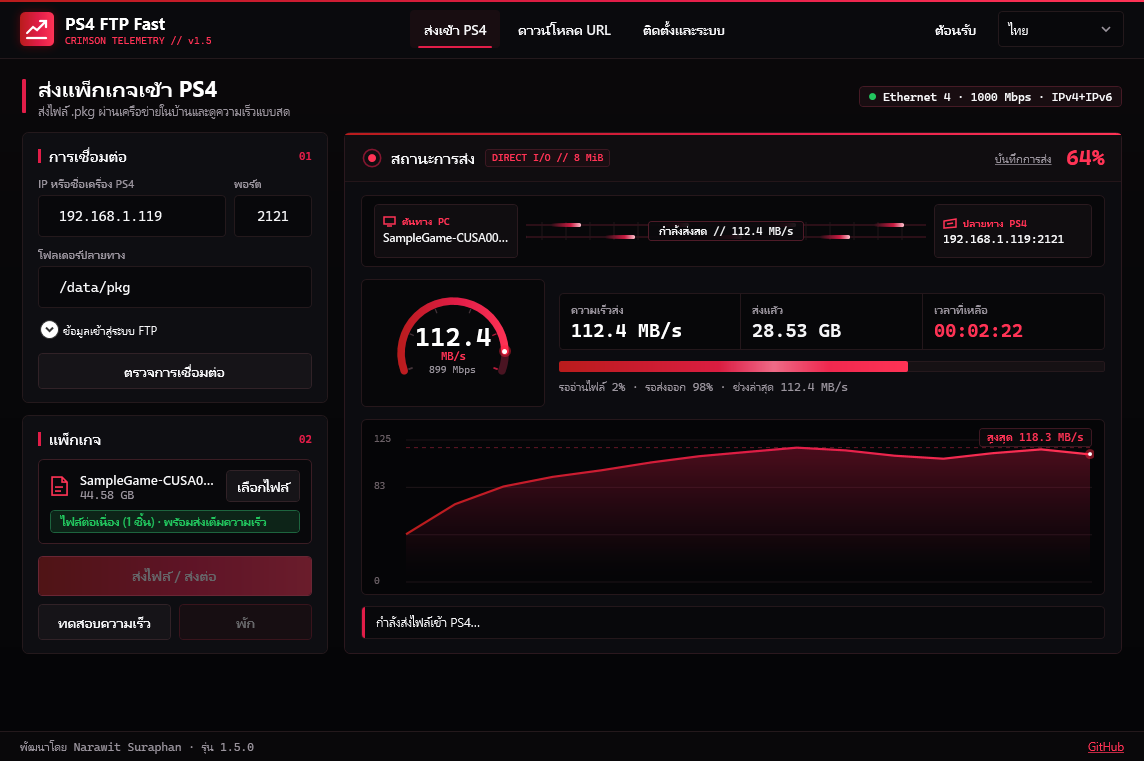 PS4 FTP Fast
CRIMSON TELEMETRY // v1.5
ส่งเข้า PS4
ดาวน์โหลด URL
ติดตั้งและระบบ
ต้อนรับ
ไทย
ส่งแพ็กเกจเข้า PS4
ส่งไฟล์ .pkg ผ่านเครือข่ายในบ้านและดูความเร็วแบบสด
Ethernet 4 · 1000 Mbps · IPv4+IPv6
การเชื่อมต่อ
01
IP หรือชื่อเครื่อง PS4
พอร์ต
192.168.1.119
2121
โฟลเดอร์ปลายทาง
/data/pkg
ข้อมูลเข้าสู่ระบบ FTP
ตรวจการเชื่อมต่อ
แพ็กเกจ
02
SampleGame-CUSA0...
44.58 GB
เลือกไฟล์
ไฟล์ต่อเนื่อง (1 ชิ้น) · พร้อมส่งเต็มความเร็ว
ส่งไฟล์ / ส่งต่อ
ทดสอบความเร็ว
พัก
สถานะการส่ง
DIRECT I/O // 8 MiB
บันทึกการส่ง
64%
ต้นทาง PC
SampleGame-CUSA00...
กำลังส่งสด // 112.4 MB/s
ปลายทาง PS4
192.168.1.119:2121
112.4
MB/s
899 Mbps
ความเร็วส่ง
112.4 MB/s
ส่งแล้ว
28.53 GB
เวลาที่เหลือ
00:02:22
รออ่านไฟล์ 2% · รอส่งออก 98% · ช่วงล่าสุด 112.4 MB/s
125
สูงสุด 118.3 MB/s
83
0
กำลังส่งไฟล์เข้า PS4...
พัฒนาโดย Narawit Suraphan · รุ่น 1.5.0
GitHub